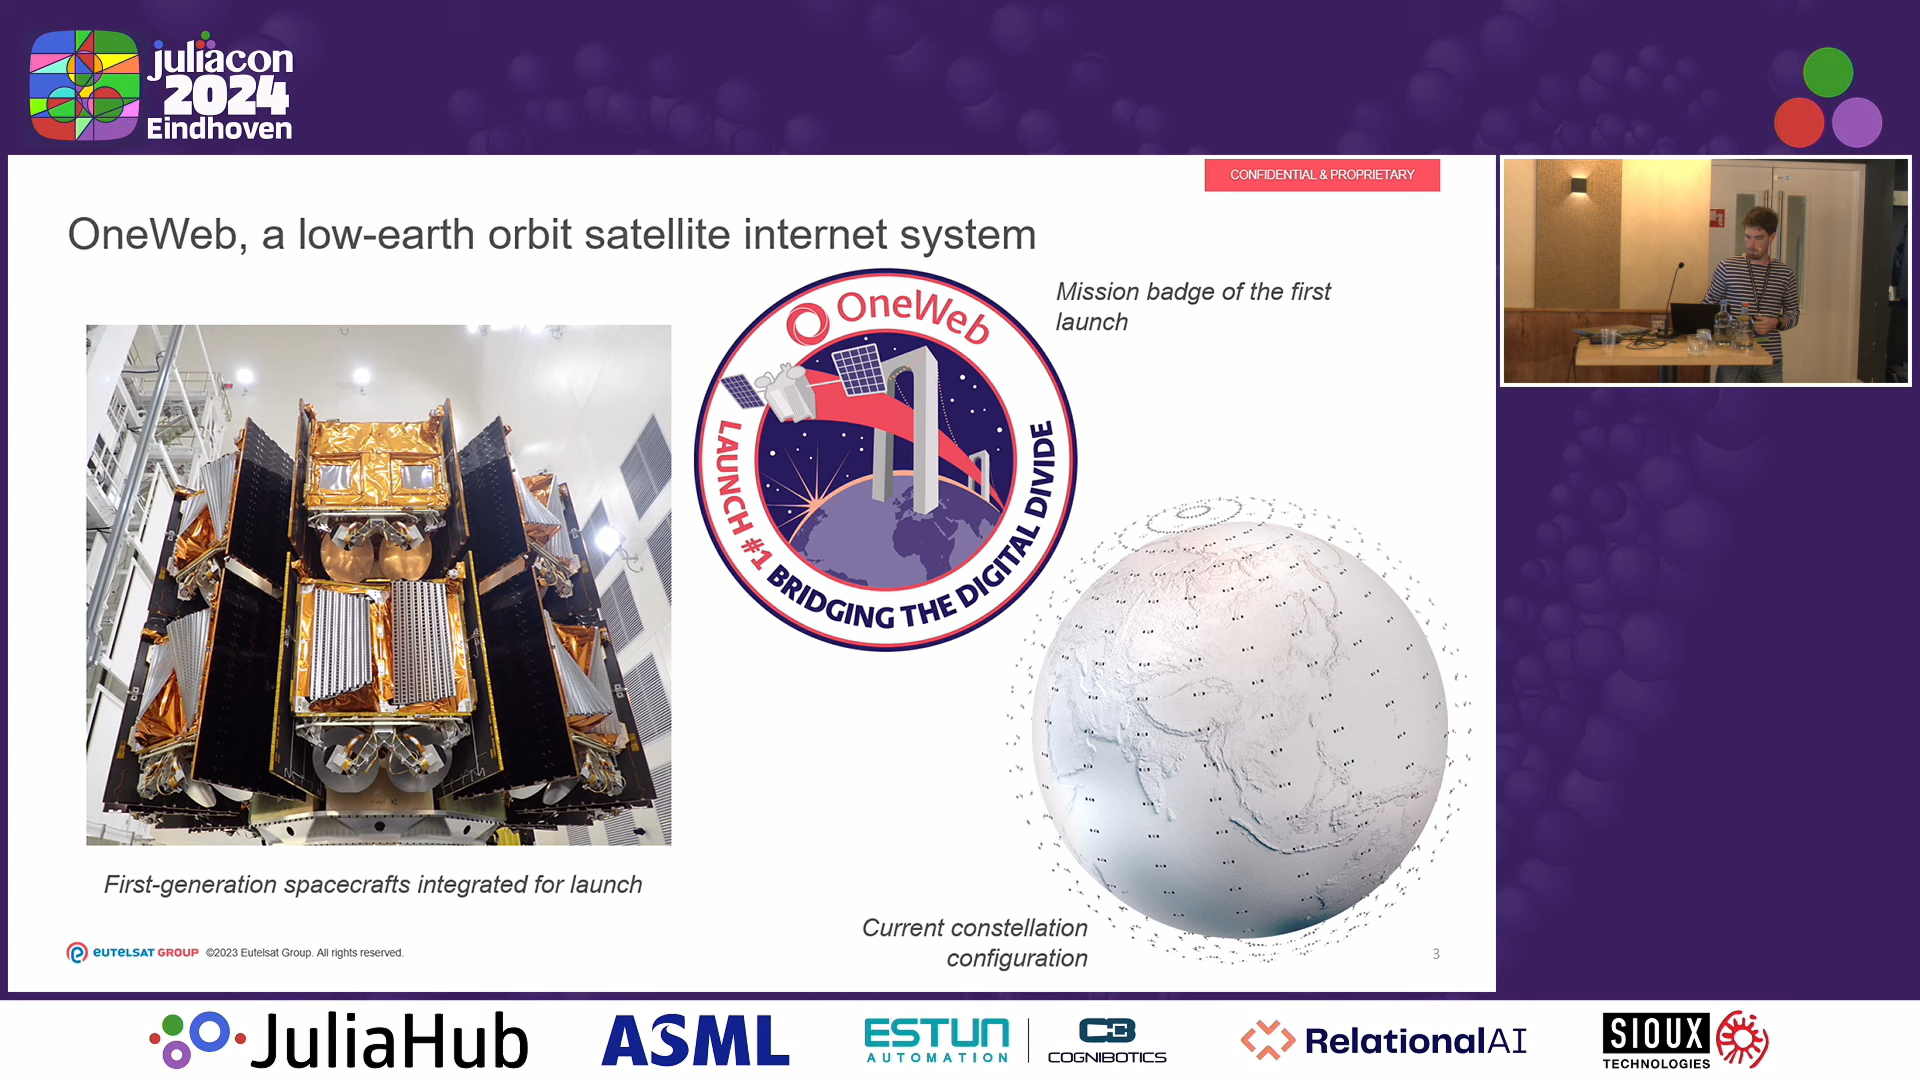 juliacon
2024
Eindhoven
CONFIDENTIAL & PROPRIETARY
OneWeb, a low-earth orbit satellite internet system
OneWeb
LAUNCH #1 BRIDGING THE DIGITAL DIVIDE
Mission badge of the first
launch
First-generation spacecrafts integrated for launch
Current constellation
configuration
EUTELSAT GROUP ©2023 Eutelsat Group. All rights reserved.
3
JuliaHub
ASML
ESTUN
AUTOMATION
COGNIBOTICS
RelationalAI
SIOUX
TECHNOLOGIES